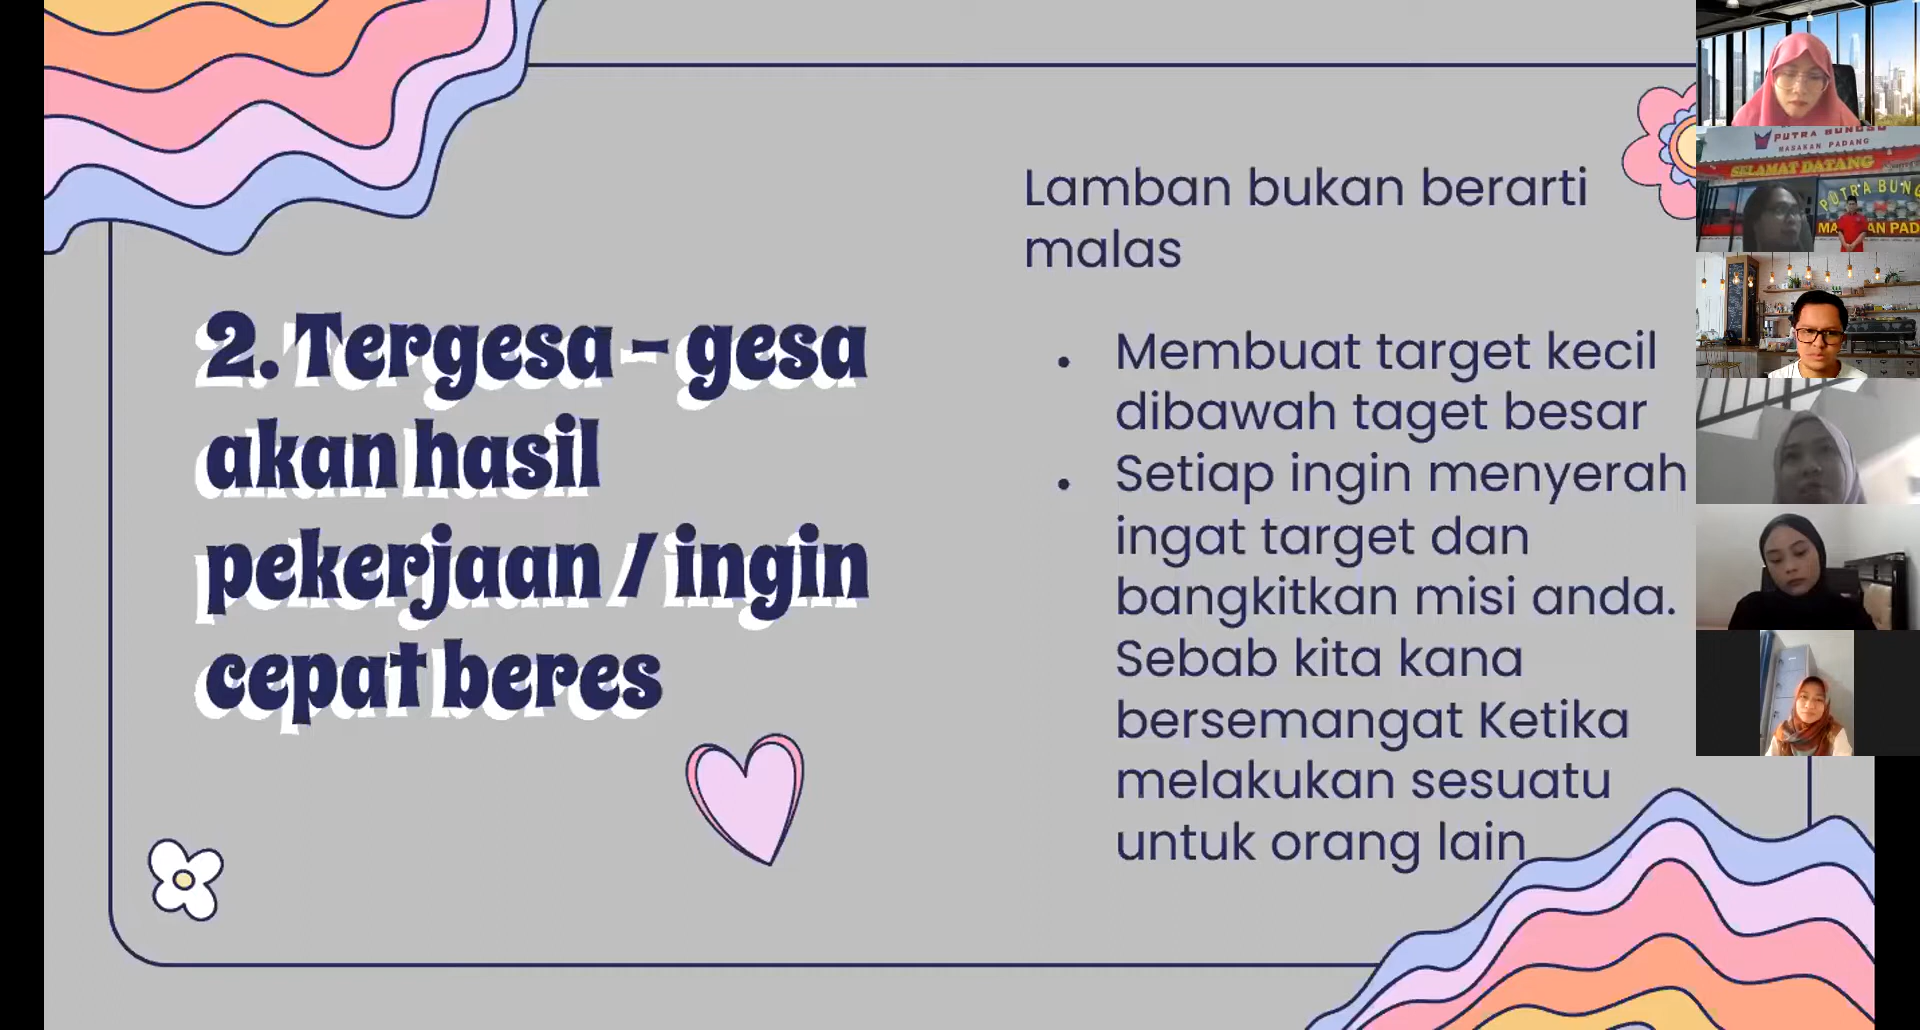 2. Tergesa - gesa
akan hasil
pekerjaan / ingin
cepat beres
Lamban bukan berarti
malas
• Membuat target kecil
dibawah taget besar
• Setiap ingin menyerah
ingat target dan
bangkitkan misi anda.
Sebab kita kana
bersemangat Ketika
melakukan sesuatu
untuk orang lain
PUTRA BUNGSU
MASAKAN PADANG
SELAMAT DATANG
PUTRA BUNG